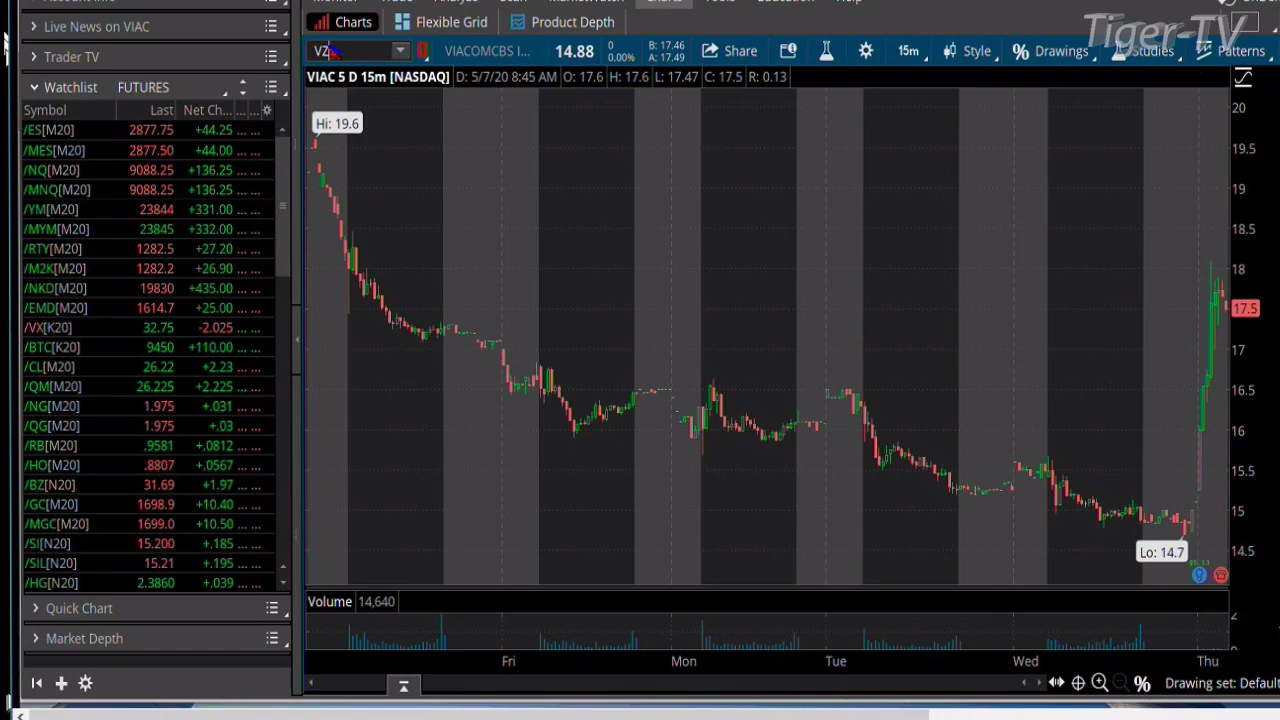 Charts Flexible Grid Product Depth
Tiger-TV
Live News on VIAC
Trader TV
VZ VIACOMCBS I... 14.88 0 0.00% B: 17.46 A: 17.49 Share 15m Style Drawings Studies Patterns
VIAC 5 D 15m [NASDAQ] D: 5/7/20 8:45 AM O: 17.6 H: 17.6 L: 17.47 C: 17.5 R: 0.13
Watchlist FUTURES
Symbol Last Net Ch... ... ...
/ES[M20] 2877.75 +44.25 ... ...
/MES[M20] 2877.50 +44.00 ... ...
/NQ[M20] 9088.25 +136.25 ... ...
/MNQ[M20] 9088.25 +136.25 ... ...
/YM[M20] 23844 +331.00 ... ...
/MYM[M20] 23845 +332.00 ... ...
/RTY[M20] 1282.5 +27.20 ... ...
/M2K[M20] 1282.2 +26.90 ... ...
/NKD[M20] 19830 +435.00 ... ...
/EMD[M20] 1614.7 +25.00 ... ...
/VX[K20] 32.75 -2.025 ... ...
/BTC[K20] 9450 +110.00 ... ...
/CL[M20] 26.22 +2.23 ... ...
/QM[M20] 26.225 +2.225 ... ...
/NG[M20] 1.975 +.031 ... ...
/QG[M20] 1.975 +.03 ... ...
/RB[M20] .9581 +.0812 ... ...
/HO[M20] .8807 +.0567 ... ...
/BZ[N20] 31.69 +1.97 ... ...
/GC[M20] 1698.9 +10.40 ... ...
/MGC[M20] 1699.0 +10.50 ... ...
/SI[N20] 15.200 +.185 ... ...
/SIL[N20] 15.21 +.195 ... ...
/HG[N20] 2.3860 +.039 ... ...
Quick Chart
Market Depth
Hi: 19.6
Lo: 14.7
20
19.5
19
18.5
18
17.5
17
16.5
16
15.5
15
14.5
Volume 14,640
2
0
Fri Mon Tue Wed Thu
Drawing set: Default